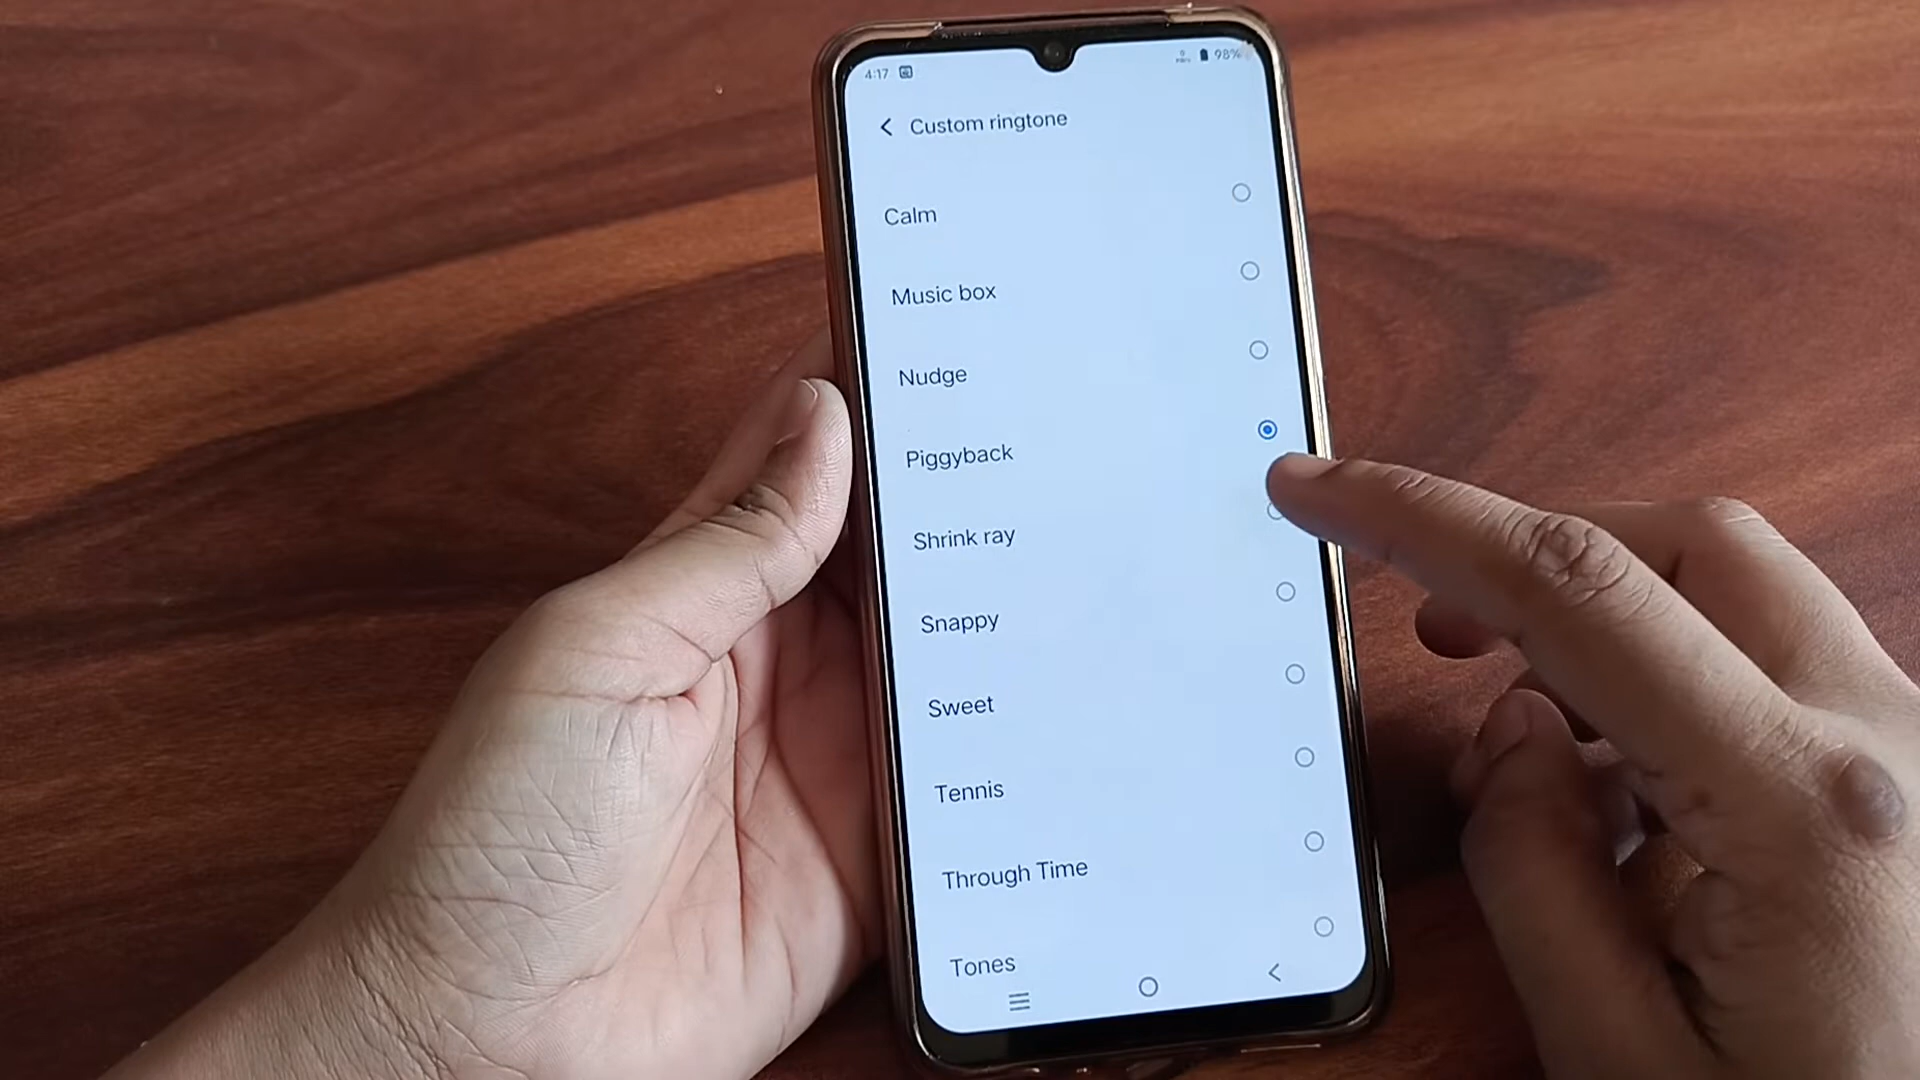 4:17
98%
Custom ringtone
Calm
Music box
Nudge
Piggyback
Shrink ray
Snappy
Sweet
Tennis
Through Time
Tones